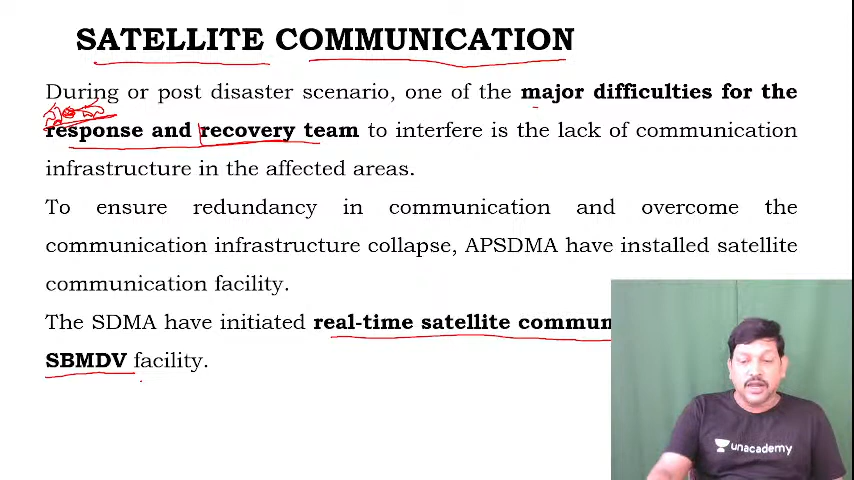 SATELLITE COMMUNICATION
During or post disaster scenario, one of the major difficulties for the
response and recovery team to interfere is the lack of communication
infrastructure in the affected areas.
To ensure redundancy in communication and overcome the
communication infrastructure collapse, APSDMA have installed satellite
communication facility.
The SDMA have initiated real-time satellite commun
SBMDV facility.
unacademy